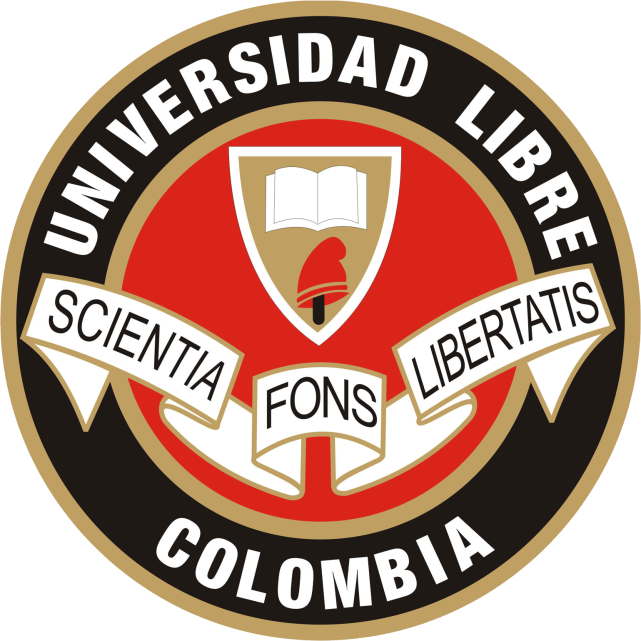 UNIVERSIDAD LIBRE
SCIENTIA FONS LIBERTATIS
COLOMBIA